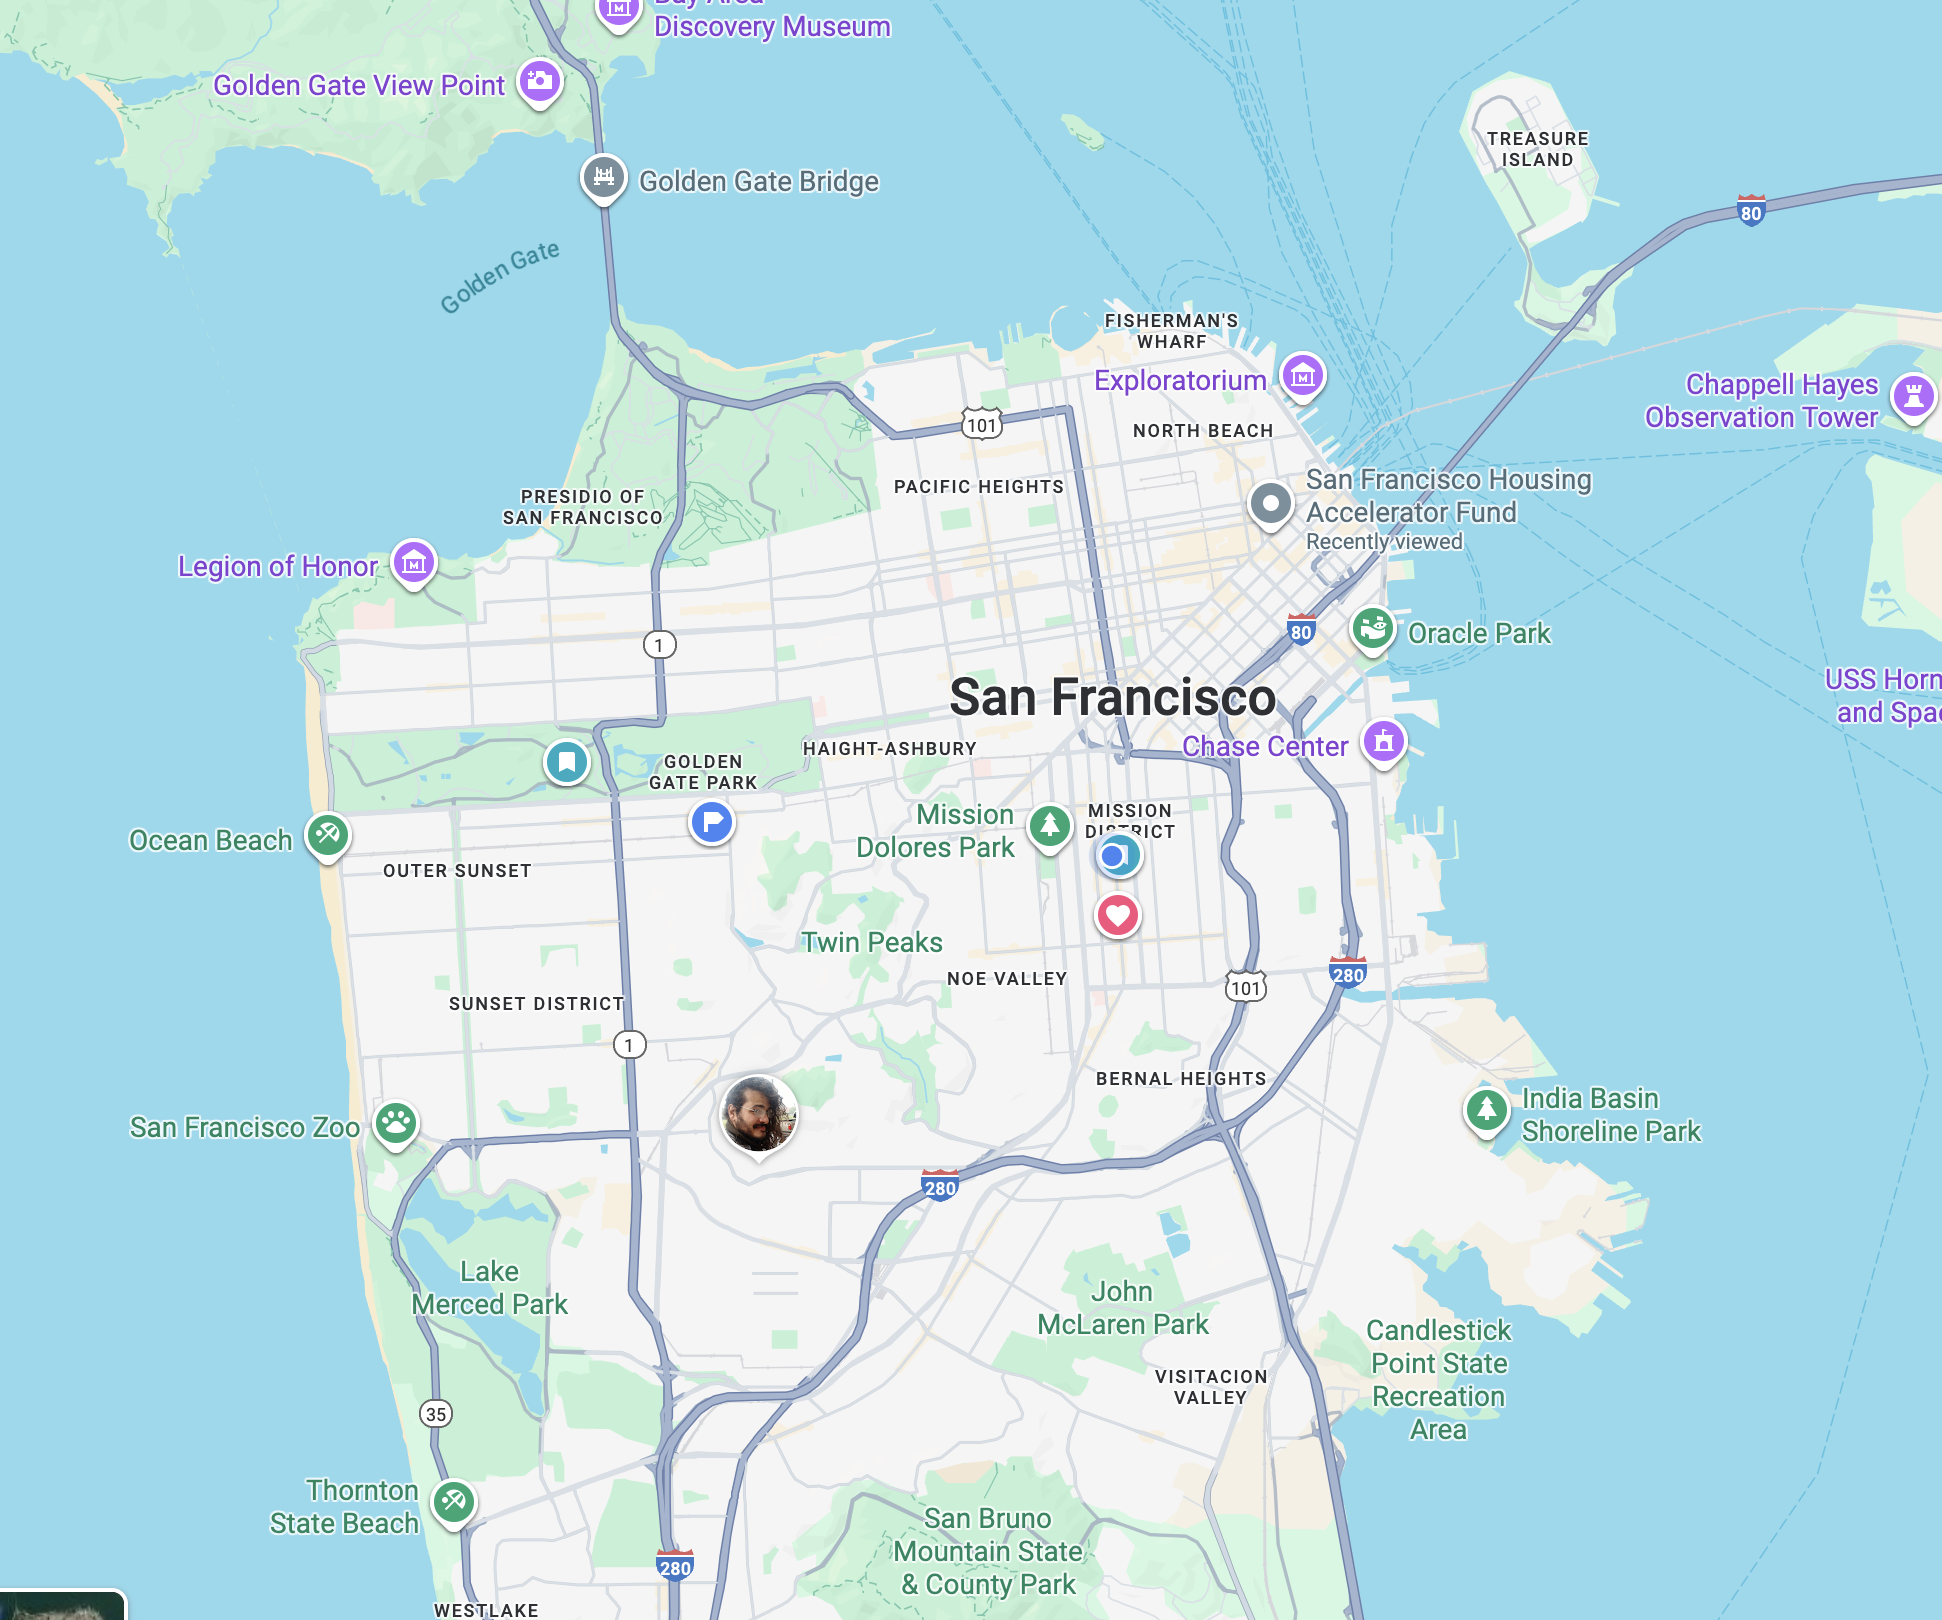 Bay Area
Discovery Museum
Golden Gate View Point
Golden Gate Bridge
Golden Gate
TREASURE
ISLAND
80
FISHERMAN'S
WHARF
Exploratorium
Chappell Hayes
Observation Tower
101
NORTH BEACH
PACIFIC HEIGHTS
San Francisco Housing
Accelerator Fund
Recently viewed
PRESIDIO OF
SAN FRANCISCO
Legion of Honor
1
80
Oracle Park
San Francisco
USS Horn
and Spac
Chase Center
HAIGHT-ASHBURY
GOLDEN
GATE PARK
Mission
Dolores Park
MISSION
DISTRICT
Ocean Beach
OUTER SUNSET
Twin Peaks
NOE VALLEY
280
101
SUNSET DISTRICT
1
BERNAL HEIGHTS
India Basin
Shoreline Park
San Francisco Zoo
280
Lake
Merced Park
John
McLaren Park
Candlestick
Point State
Recreation
Area
VISITACION
VALLEY
35
Thornton
State Beach
San Bruno
Mountain State
& County Park
280
WESTLAKE